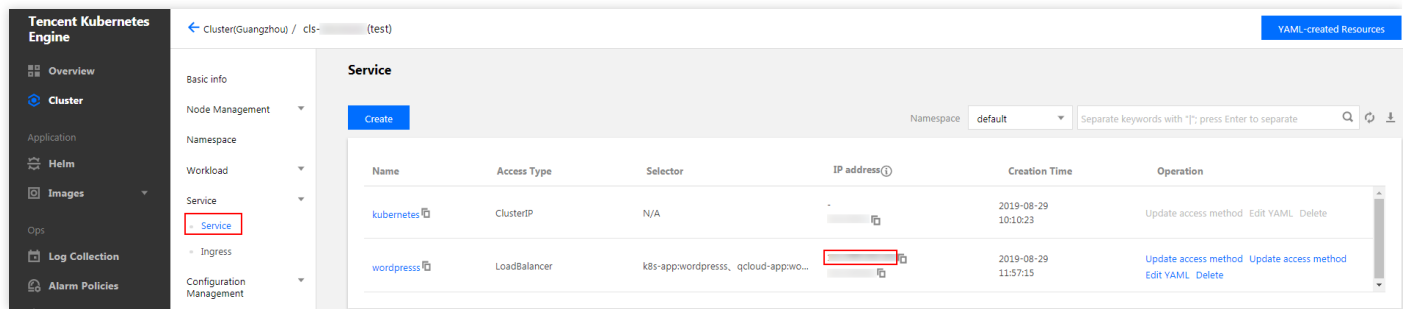 Tencent Kubernetes
Engine
Overview
Cluster
Application
Helm
Images
Ops
Log Collection
Alarm Policies
Cluster(Guangzhou) / cls- (test)
YAML-created Resources
Basic info
Node Management
Namespace
Workload
Service
Service
Ingress
Configuration
Management
Service
Create
Namespace default Separate keywords with "|"; press Enter to separate
Name Access Type Selector IP address Creation Time Operation
kubernetes ClusterIP N/A - 2019-08-29
10:10:23 Update access method Edit YAML Delete
wordpresss LoadBalancer k8s-app:wordpresss、qcloud-app:wo... 2019-08-29
11:57:15 Update access method Update access method
Edit YAML Delete